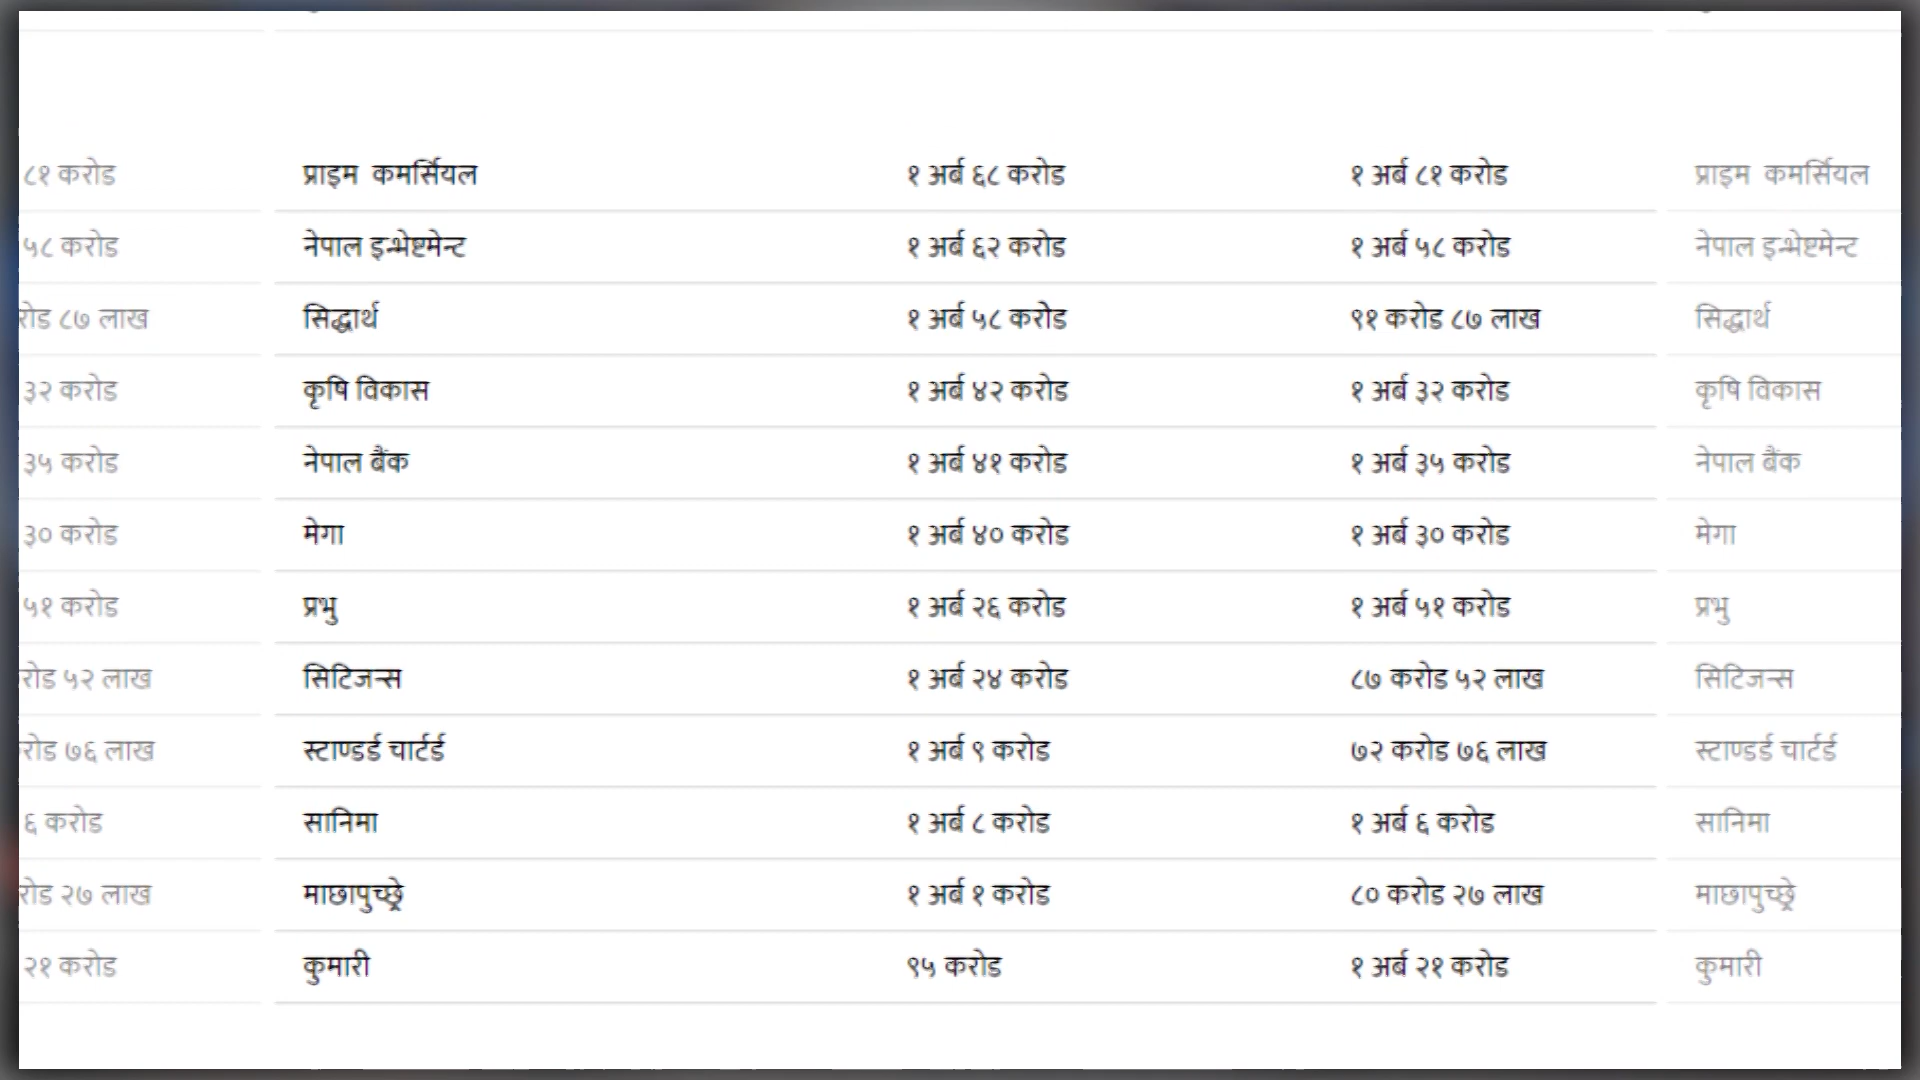 ८१ करोड प्राइम कमर्सियल १ अर्ब ६८ करोड १ अर्ब ८१ करोड प्राइम कमर्सियल
५८ करोड नेपाल इन्भेष्टमेन्ट १ अर्ब ६२ करोड १ अर्ब ५८ करोड नेपाल इन्भेष्टमेन्ट
रोड ८७ लाख सिद्धार्थ १ अर्ब ५८ करोड ९१ करोड ८७ लाख सिद्धार्थ
३२ करोड कृषि विकास १ अर्ब ४२ करोड १ अर्ब ३२ करोड कृषि विकास
३५ करोड नेपाल बैंक १ अर्ब ४१ करोड १ अर्ब ३५ करोड नेपाल बैंक
३० करोड मेगा १ अर्ब ४० करोड १ अर्ब ३० करोड मेगा
५१ करोड प्रभु १ अर्ब २६ करोड १ अर्ब ५१ करोड प्रभु
रोड ५२ लाख सिटिजन्स १ अर्ब २४ करोड ८७ करोड ५२ लाख सिटिजन्स
रोड ७६ लाख स्टाण्डर्ड चार्टर्ड १ अर्ब ९ करोड ७२ करोड ७६ लाख स्टाण्डर्ड चार्टर्ड
६ करोड सानिमा १ अर्ब ८ करोड १ अर्ब ६ करोड सानिमा
रोड २७ लाख माछापुच्छ्रे १ अर्ब १ करोड ८० करोड २७ लाख माछापुच्छ्रे
२१ करोड कुमारी ९५ करोड १ अर्ब २१ करोड कुमारी